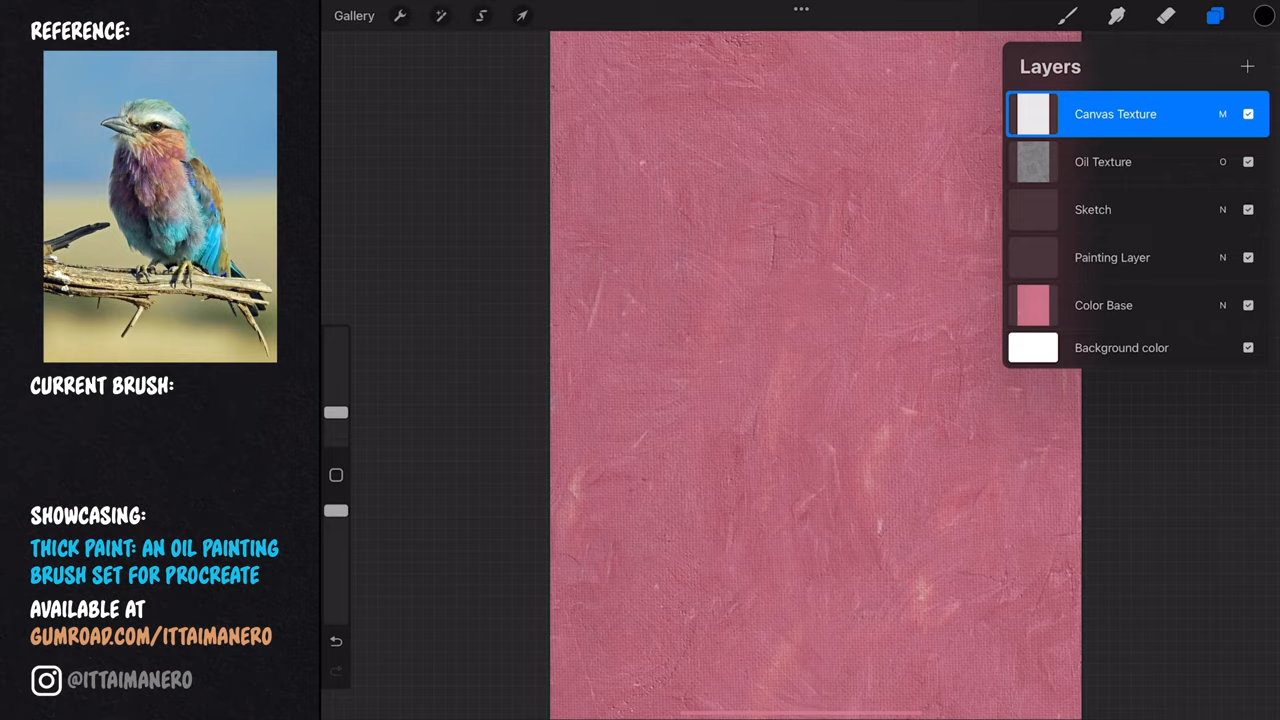 REFERENCE:
CURRENT BRUSH:
SHOWCASING:
THICK PAINT: AN OIL PAINTING
BRUSH SET FOR PROCREATE
AVAILABLE AT
GUMROAD.COM/ITTAIMANERO
@ITTAIMANERO
Gallery
Layers
Canvas Texture M
Oil Texture O
Sketch N
Painting Layer N
Color Base N
Background color